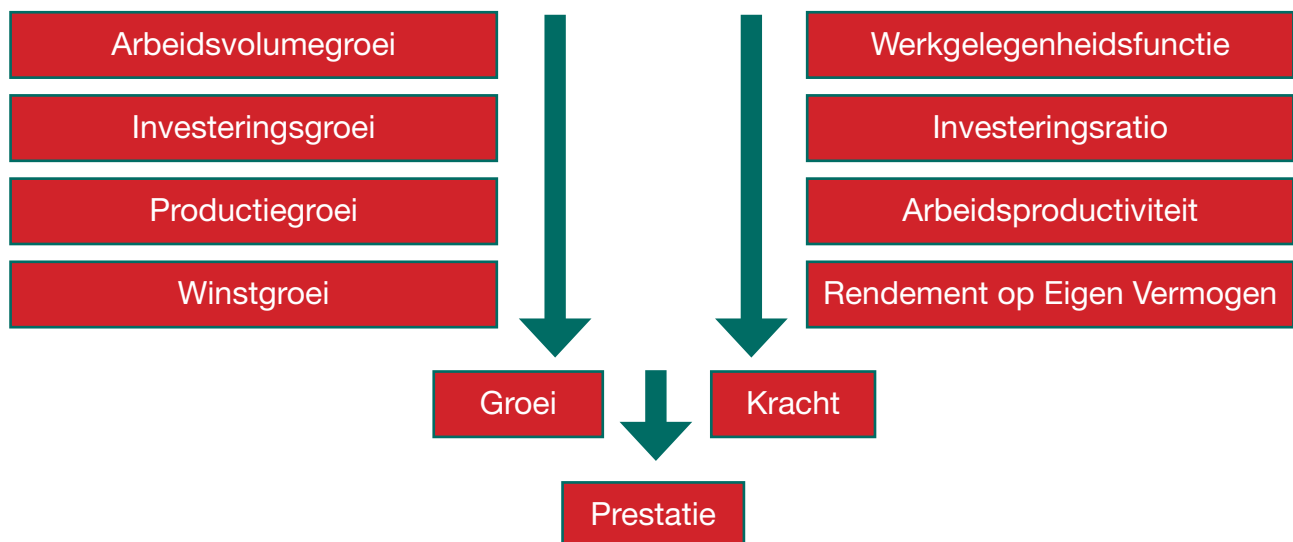 Arbeidsvolumegroei
Investeringsgroei
Productiegroei
Winstgroei
Werkgelegenheidsfunctie
Investeringsratio
Arbeidsproductiviteit
Rendement op Eigen Vermogen
Groei
Kracht
Prestatie